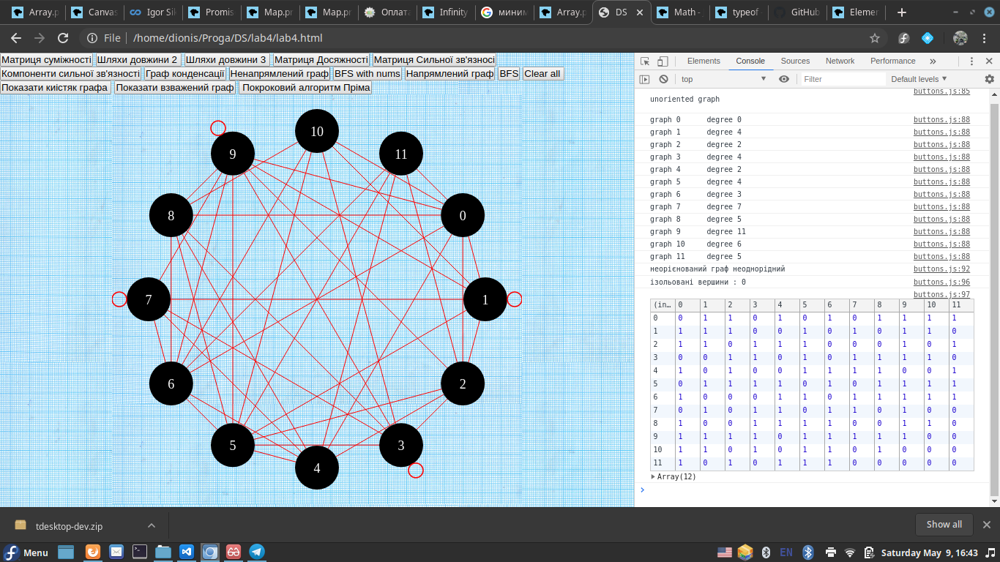 Array.p
Canvas
Igor Sil
Promis
Map.pr
Map.pr
Оплата
Infinity
миним
Array.p
DS
Math -
typeof
GitHub
Elemer
File
/home/dionis/Proga/DS/lab4/lab4.html
Матриця суміжності Шляхи довжини 2 Шляхи довжини 3 Матриця Досяжності Матриця Сильної зв'язносі
Компоненти сильної зв'язності Граф конденсації Ненапрямлений граф BFS with nums Напрямлений граф BFS Clear all
Показати кістяк графа Показати взважений граф Покроковий алгоритм Пріма
10
9
11
8
0
7
1
6
2
5
3
4
Elements Console Sources Network Performance »
top Filter Default levels
buttons.js:85
unoriented graph
graph 0 degree 0 buttons.js:88
graph 1 degree 4 buttons.js:88
graph 2 degree 2 buttons.js:88
graph 3 degree 4 buttons.js:88
graph 4 degree 2 buttons.js:88
graph 5 degree 4 buttons.js:88
graph 6 degree 3 buttons.js:88
graph 7 degree 7 buttons.js:88
graph 8 degree 5 buttons.js:88
graph 9 degree 11 buttons.js:88
graph 10 degree 6 buttons.js:88
graph 11 degree 5 buttons.js:88
неорієнований граф неоднорідний buttons.js:92
ізольовані вершини : 0 buttons.js:96
buttons.js:97
(in… 0 1 2 3 4 5 6 7 8 9 10 11
0 0 1 1 0 1 0 1 0 1 1 1 1
1 1 1 1 0 0 1 0 1 0 1 1 0
2 1 1 0 1 1 1 0 0 0 1 0 1
3 0 0 1 1 0 1 0 1 1 1 1 0
4 1 0 1 0 0 1 1 1 1 0 0 1
5 0 1 1 1 1 0 1 0 1 1 1 1
6 1 0 0 0 1 1 0 1 1 1 1 1
7 0 1 0 1 1 0 1 1 0 1 0 0
8 1 0 0 1 1 1 1 0 0 1 1 0
9 1 1 1 1 0 1 1 1 1 1 0 0
10 1 1 0 1 0 1 1 0 1 0 0 0
11 1 0 1 0 1 1 1 0 0 0 0 0
Array(12)
tdesktop-dev.zip
Show all
Menu
EN
Saturday May 9, 16:43